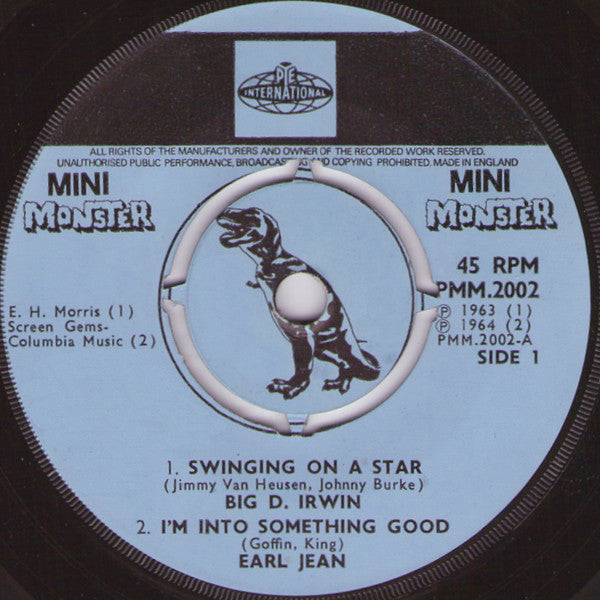 PYE
INTERNATIONAL
ALL RIGHTS OF THE MANUFACTURERS AND OWNER OF THE RECORDED WORK RESERVED.
UNAUTHORISED PUBLIC PERFORMANCE, BROADCASTING AND COPYING PROHIBITED. MADE IN ENGLAND
MINI
MONSTER
MINI
MONSTER
E. H. Morris (1)
Screen Gems-
Columbia Music (2)
45 RPM
PMM.2002
℗ 1963 (1)
℗ 1964 (2)
PMM.2002-A
SIDE 1
1. SWINGING ON A STAR
(Jimmy Van Heusen, Johnny Burke)
BIG D. IRWIN
2. I'M INTO SOMETHING GOOD
(Goffin, King)
EARL JEAN